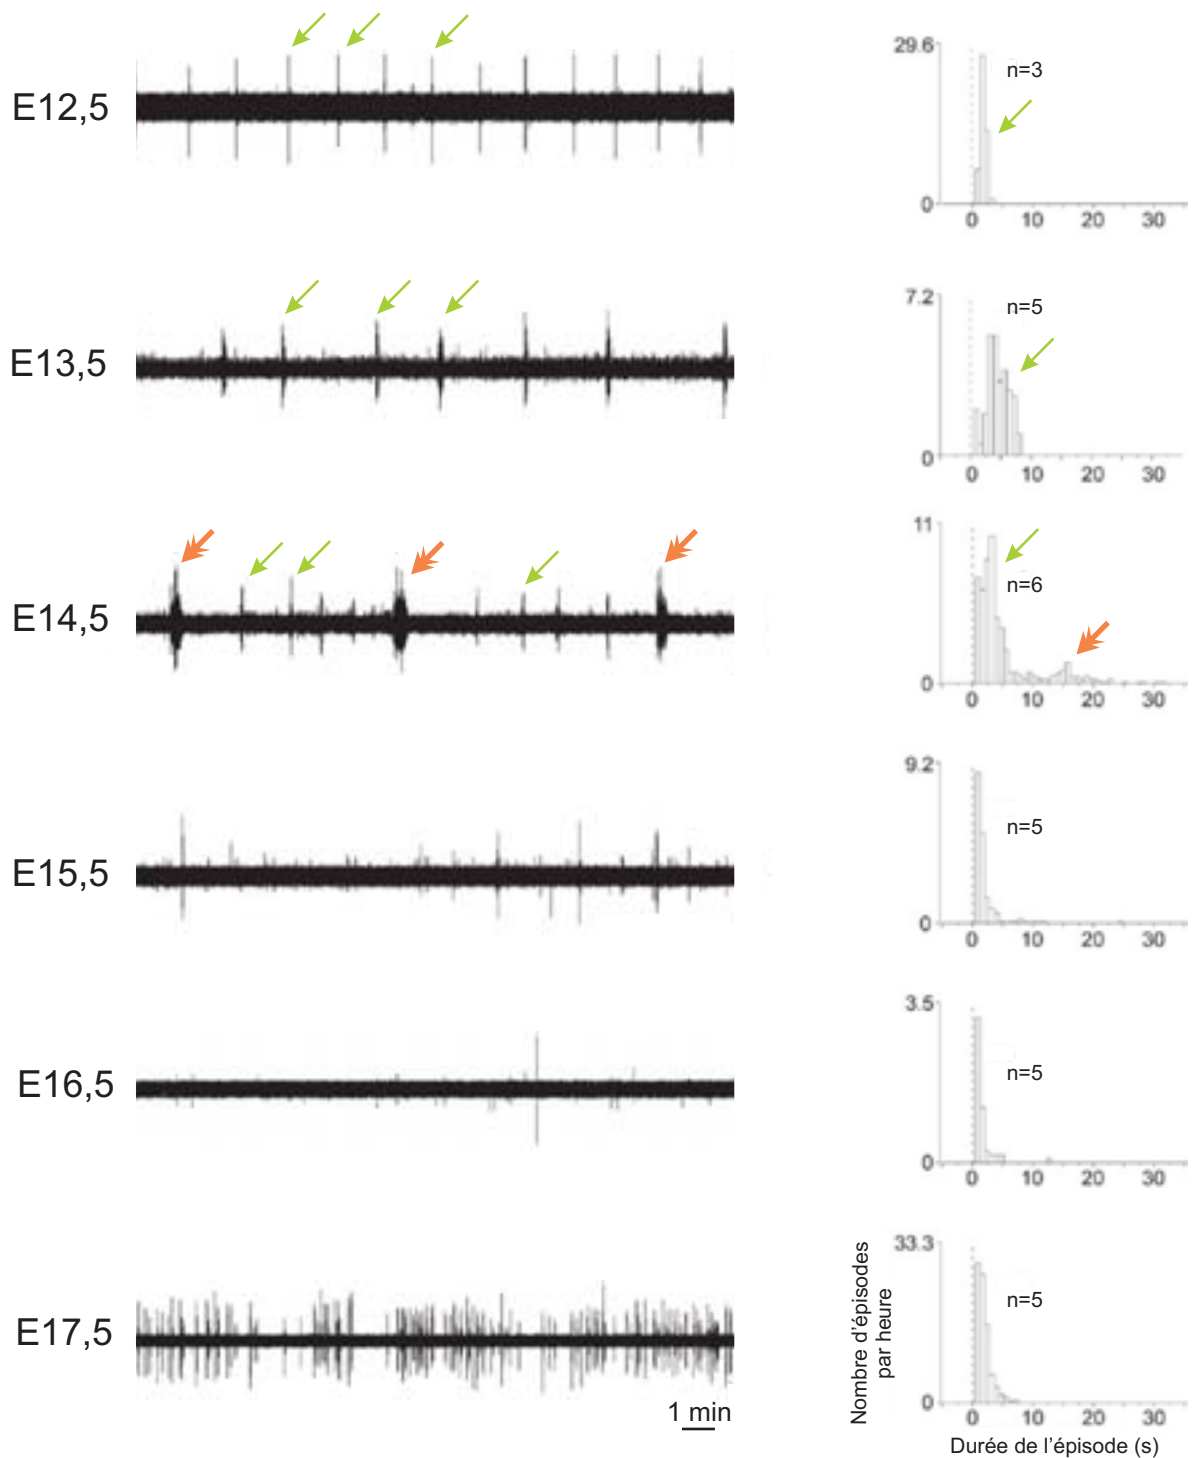 E12,5
29.6
n=3
0
0 10 20 30
E13,5
7.2
n=5
0
0 10 20 30
E14,5
11
n=6
0
0 10 20 30
E15,5
9.2
n=5
0
0 10 20 30
E16,5
3.5
n=5
0
0 10 20 30
E17,5
1 min
Nombre d'épisodes
par heure
33.3
n=5
0
0 10 20 30
Durée de l'épisode (s)